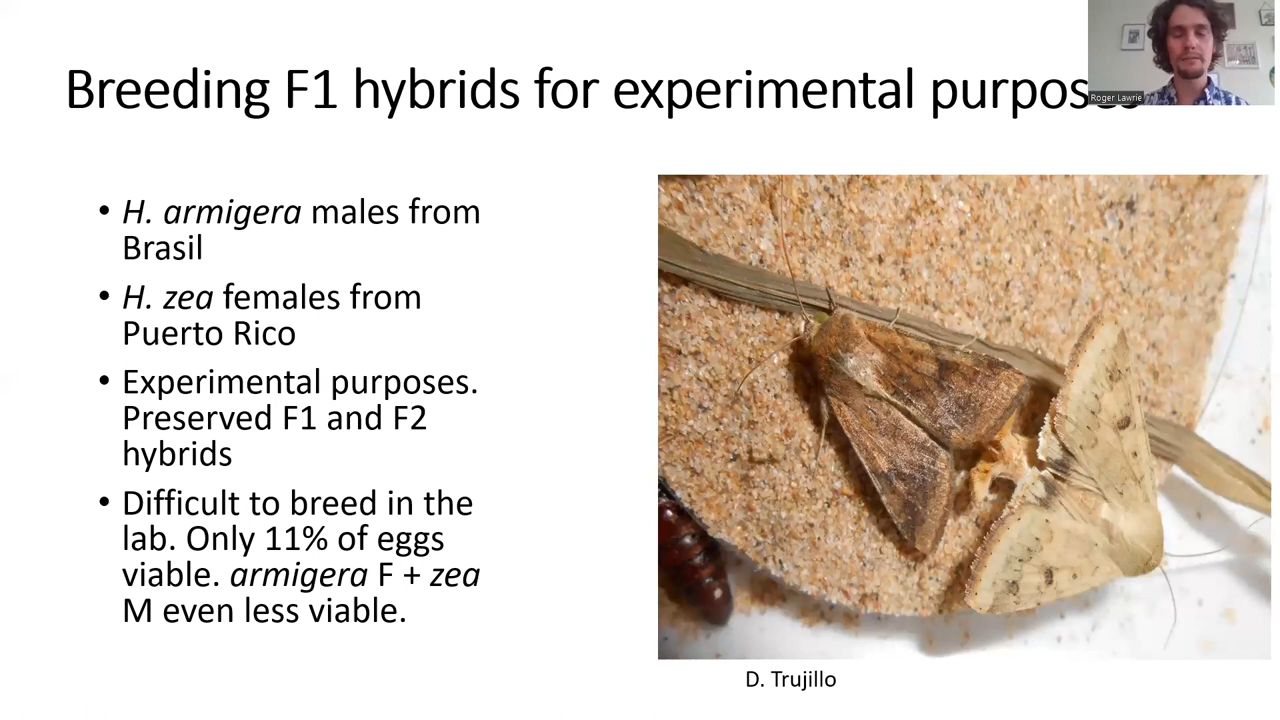 Breeding F1 hybrids for experimental purposes
Roger Lawrie
• H. armigera males from
Brasil
• H. zea females from
Puerto Rico
• Experimental purposes.
Preserved F1 and F2
hybrids
• Difficult to breed in the
lab. Only 11% of eggs
viable. armigera F + zea
M even less viable.
D. Trujillo